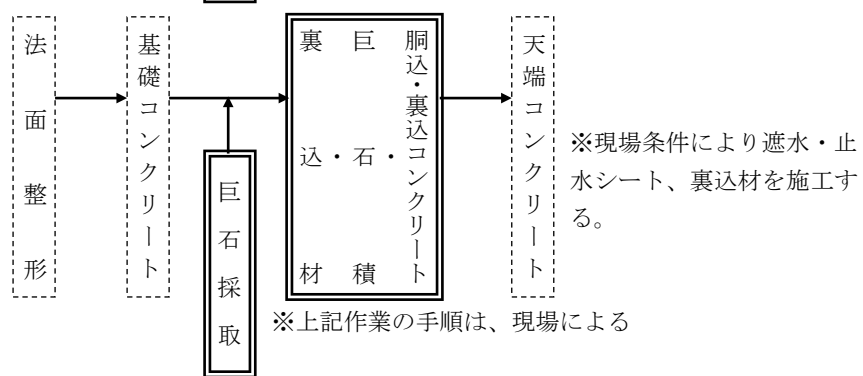 法面整形
基礎コンクリート
巨石採取
胴込・裏込コンクリート
・
巨石積
・
裏込材
天端コンクリート
※現場条件により遮水・止
水シート、裏込材を施工す
る。
※上記作業の手順は、現場による